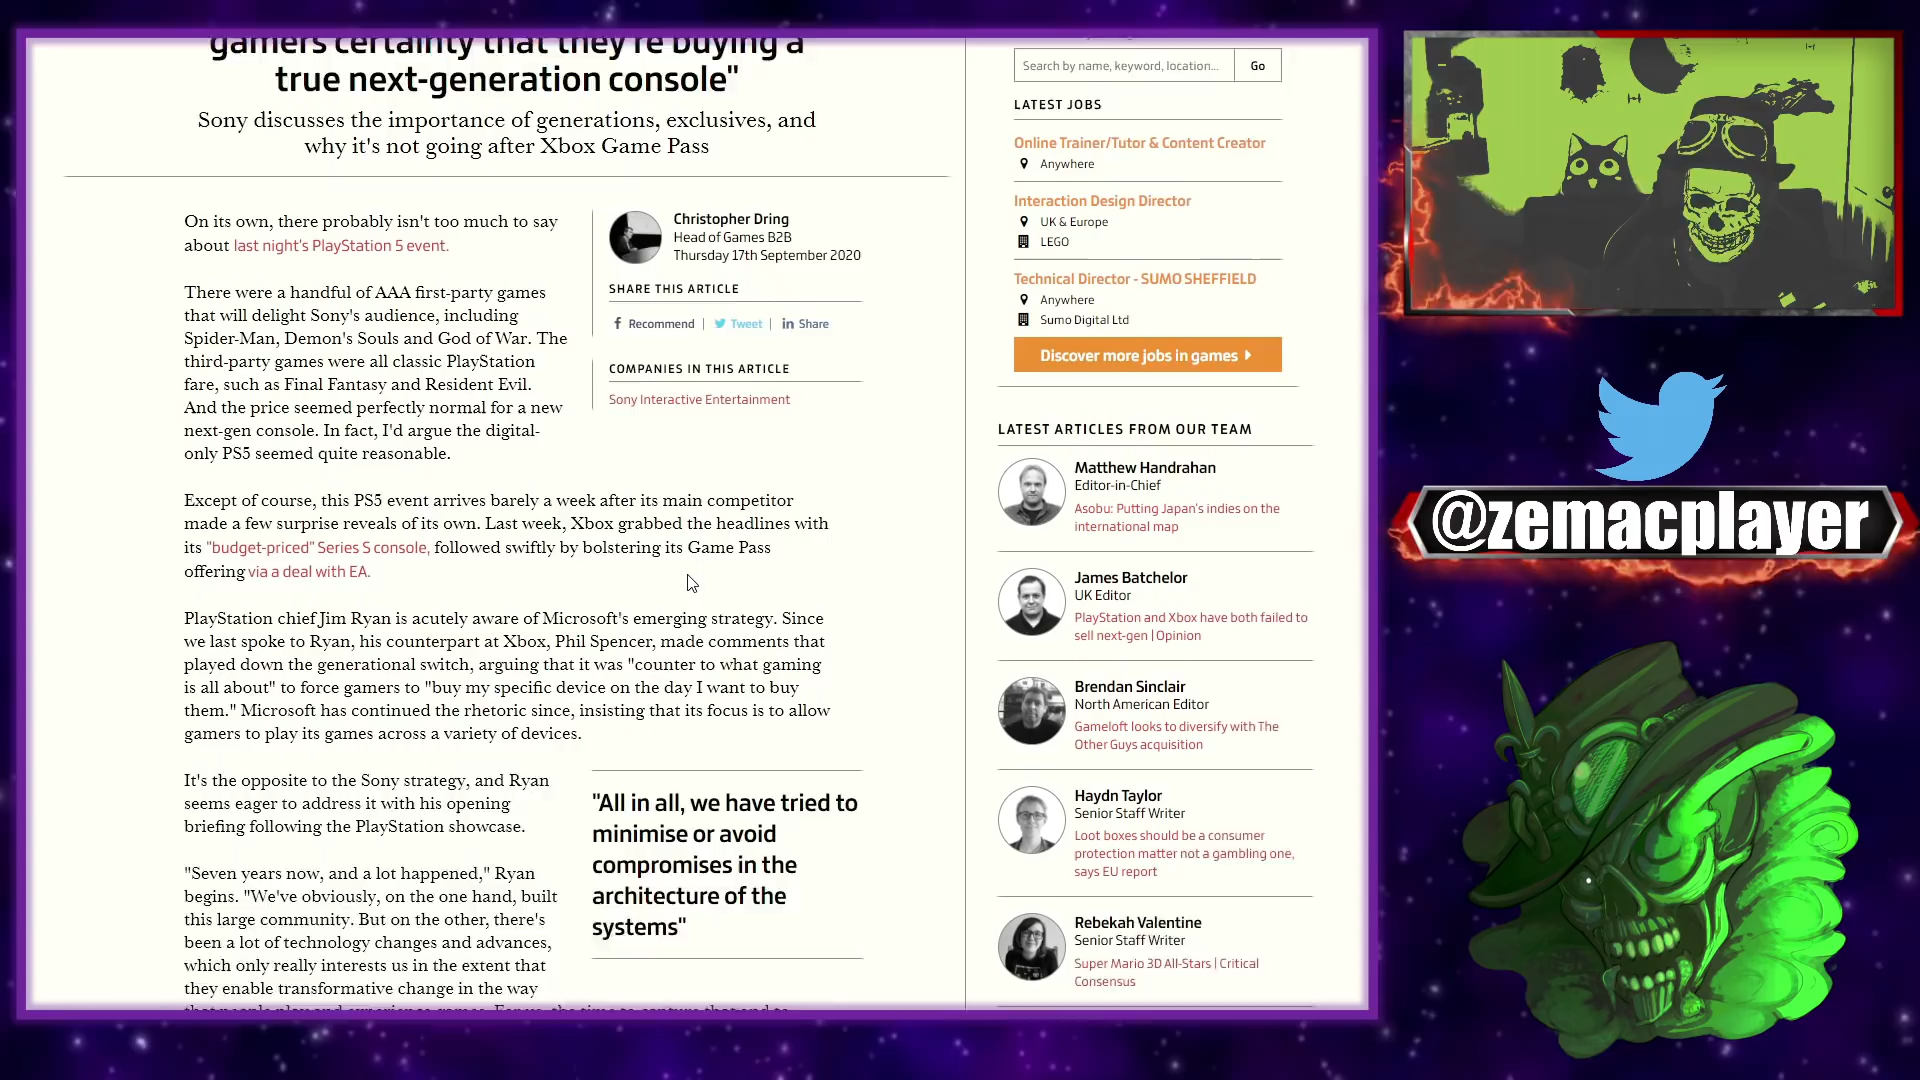 gamers certainty that they're buying a
true next-generation console"
Sony discusses the importance of generations, exclusives, and
why it's not going after Xbox Game Pass
On its own, there probably isn't too much to say
about last night's PlayStation 5 event.
There were a handful of AAA first-party games
that will delight Sony's audience, including
Spider-Man, Demon's Souls and God of War. The
third-party games were all classic PlayStation
fare, such as Final Fantasy and Resident Evil.
And the price seemed perfectly normal for a new
next-gen console. In fact, I'd argue the digital-
only PS5 seemed quite reasonable.
Christopher Dring
Head of Games B2B
Thursday 17th September 2020
SHARE THIS ARTICLE
Recommend
Tweet
Share
COMPANIES IN THIS ARTICLE
Sony Interactive Entertainment
Except of course, this PS5 event arrives barely a week after its main competitor
made a few surprise reveals of its own. Last week, Xbox grabbed the headlines with
its "budget-priced" Series S console, followed swiftly by bolstering its Game Pass
offering via a deal with EA.
PlayStation chief Jim Ryan is acutely aware of Microsoft's emerging strategy. Since
we last spoke to Ryan, his counterpart at Xbox, Phil Spencer, made comments that
played down the generational switch, arguing that it was "counter to what gaming
is all about" to force gamers to "buy my specific device on the day I want to buy
them." Microsoft has continued the rhetoric since, insisting that its focus is to allow
gamers to play its games across a variety of devices.
It's the opposite to the Sony strategy, and Ryan
seems eager to address it with his opening
briefing following the PlayStation showcase.
"Seven years now, and a lot happened," Ryan
begins. "We've obviously, on the one hand, built
this large community. But on the other, there's
been a lot of technology changes and advances,
which only really interests us in the extent that
they enable transformative change in the way
"All in all, we have tried to
minimise or avoid
compromises in the
architecture of the
systems"
Search by name, keyword, location...
Go
LATEST JOBS
Online Trainer/Tutor & Content Creator
Anywhere
Interaction Design Director
UK & Europe
LEGO
Technical Director - SUMO SHEFFIELD
Anywhere
Sumo Digital Ltd
Discover more jobs in games
LATEST ARTICLES FROM OUR TEAM
Matthew Handrahan
Editor-in-Chief
Asobu: Putting Japan's indies on the
international map
James Batchelor
UK Editor
PlayStation and Xbox have both failed to
sell next-gen | Opinion
Brendan Sinclair
North American Editor
Gameloft looks to diversify with The
Other Guys acquisition
Haydn Taylor
Senior Staff Writer
Loot boxes should be a consumer
protection matter not a gambling one,
says EU report
Rebekah Valentine
Senior Staff Writer
Super Mario 3D All-Stars | Critical
Consensus
@zemacplayer